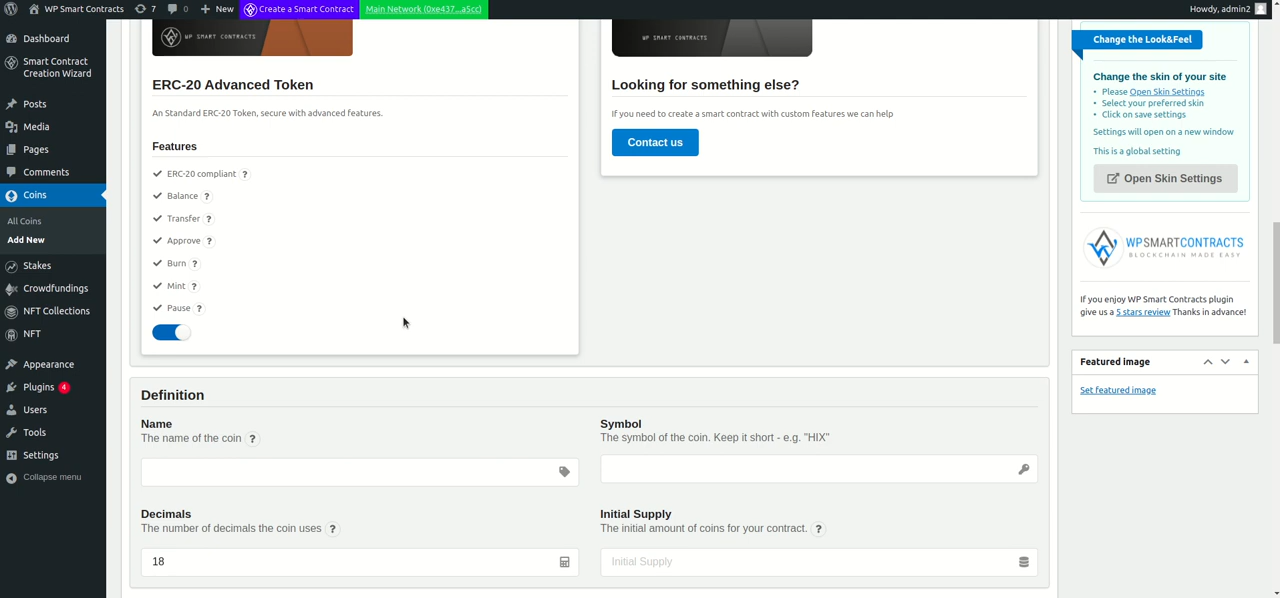 WP Smart Contracts
7
0
New
Create a Smart Contract
Main Network (0xe437...a5cc)
Howdy, admin2
Dashboard
Smart Contract
Creation Wizard
Posts
Media
Pages
Comments
Coins
All Coins
Add New
Stakes
Crowdfundings
NFT Collections
NFT
Appearance
Plugins 4
Users
Tools
Settings
Collapse menu
WP SMART CONTRACTS
ERC-20 Advanced Token
An Standard ERC-20 Token, secure with advanced features.
Features
ERC-20 compliant ?
Balance ?
Transfer ?
Approve ?
Burn ?
Mint ?
Pause ?
WP SMART CONTRACTS
Looking for something else?
If you need to create a smart contract with custom features we can help
Contact us
Definition
Name
The name of the coin ?
Symbol
The symbol of the coin. Keep it short - e.g. "HIX"
Decimals
The number of decimals the coin uses ?
18
Initial Supply
The initial amount of coins for your contract. ?
Initial Supply
Change the Look&Feel
Change the skin of your site
• Please Open Skin Settings
• Select your preferred skin
• Click on save settings
Settings will open on a new window
This is a global setting
Open Skin Settings
WPSMARTCONTRACTS
BLOCKCHAIN MADE EASY
If you enjoy WP Smart Contracts plugin
give us a 5 stars review Thanks in advance!
Featured image
Set featured image